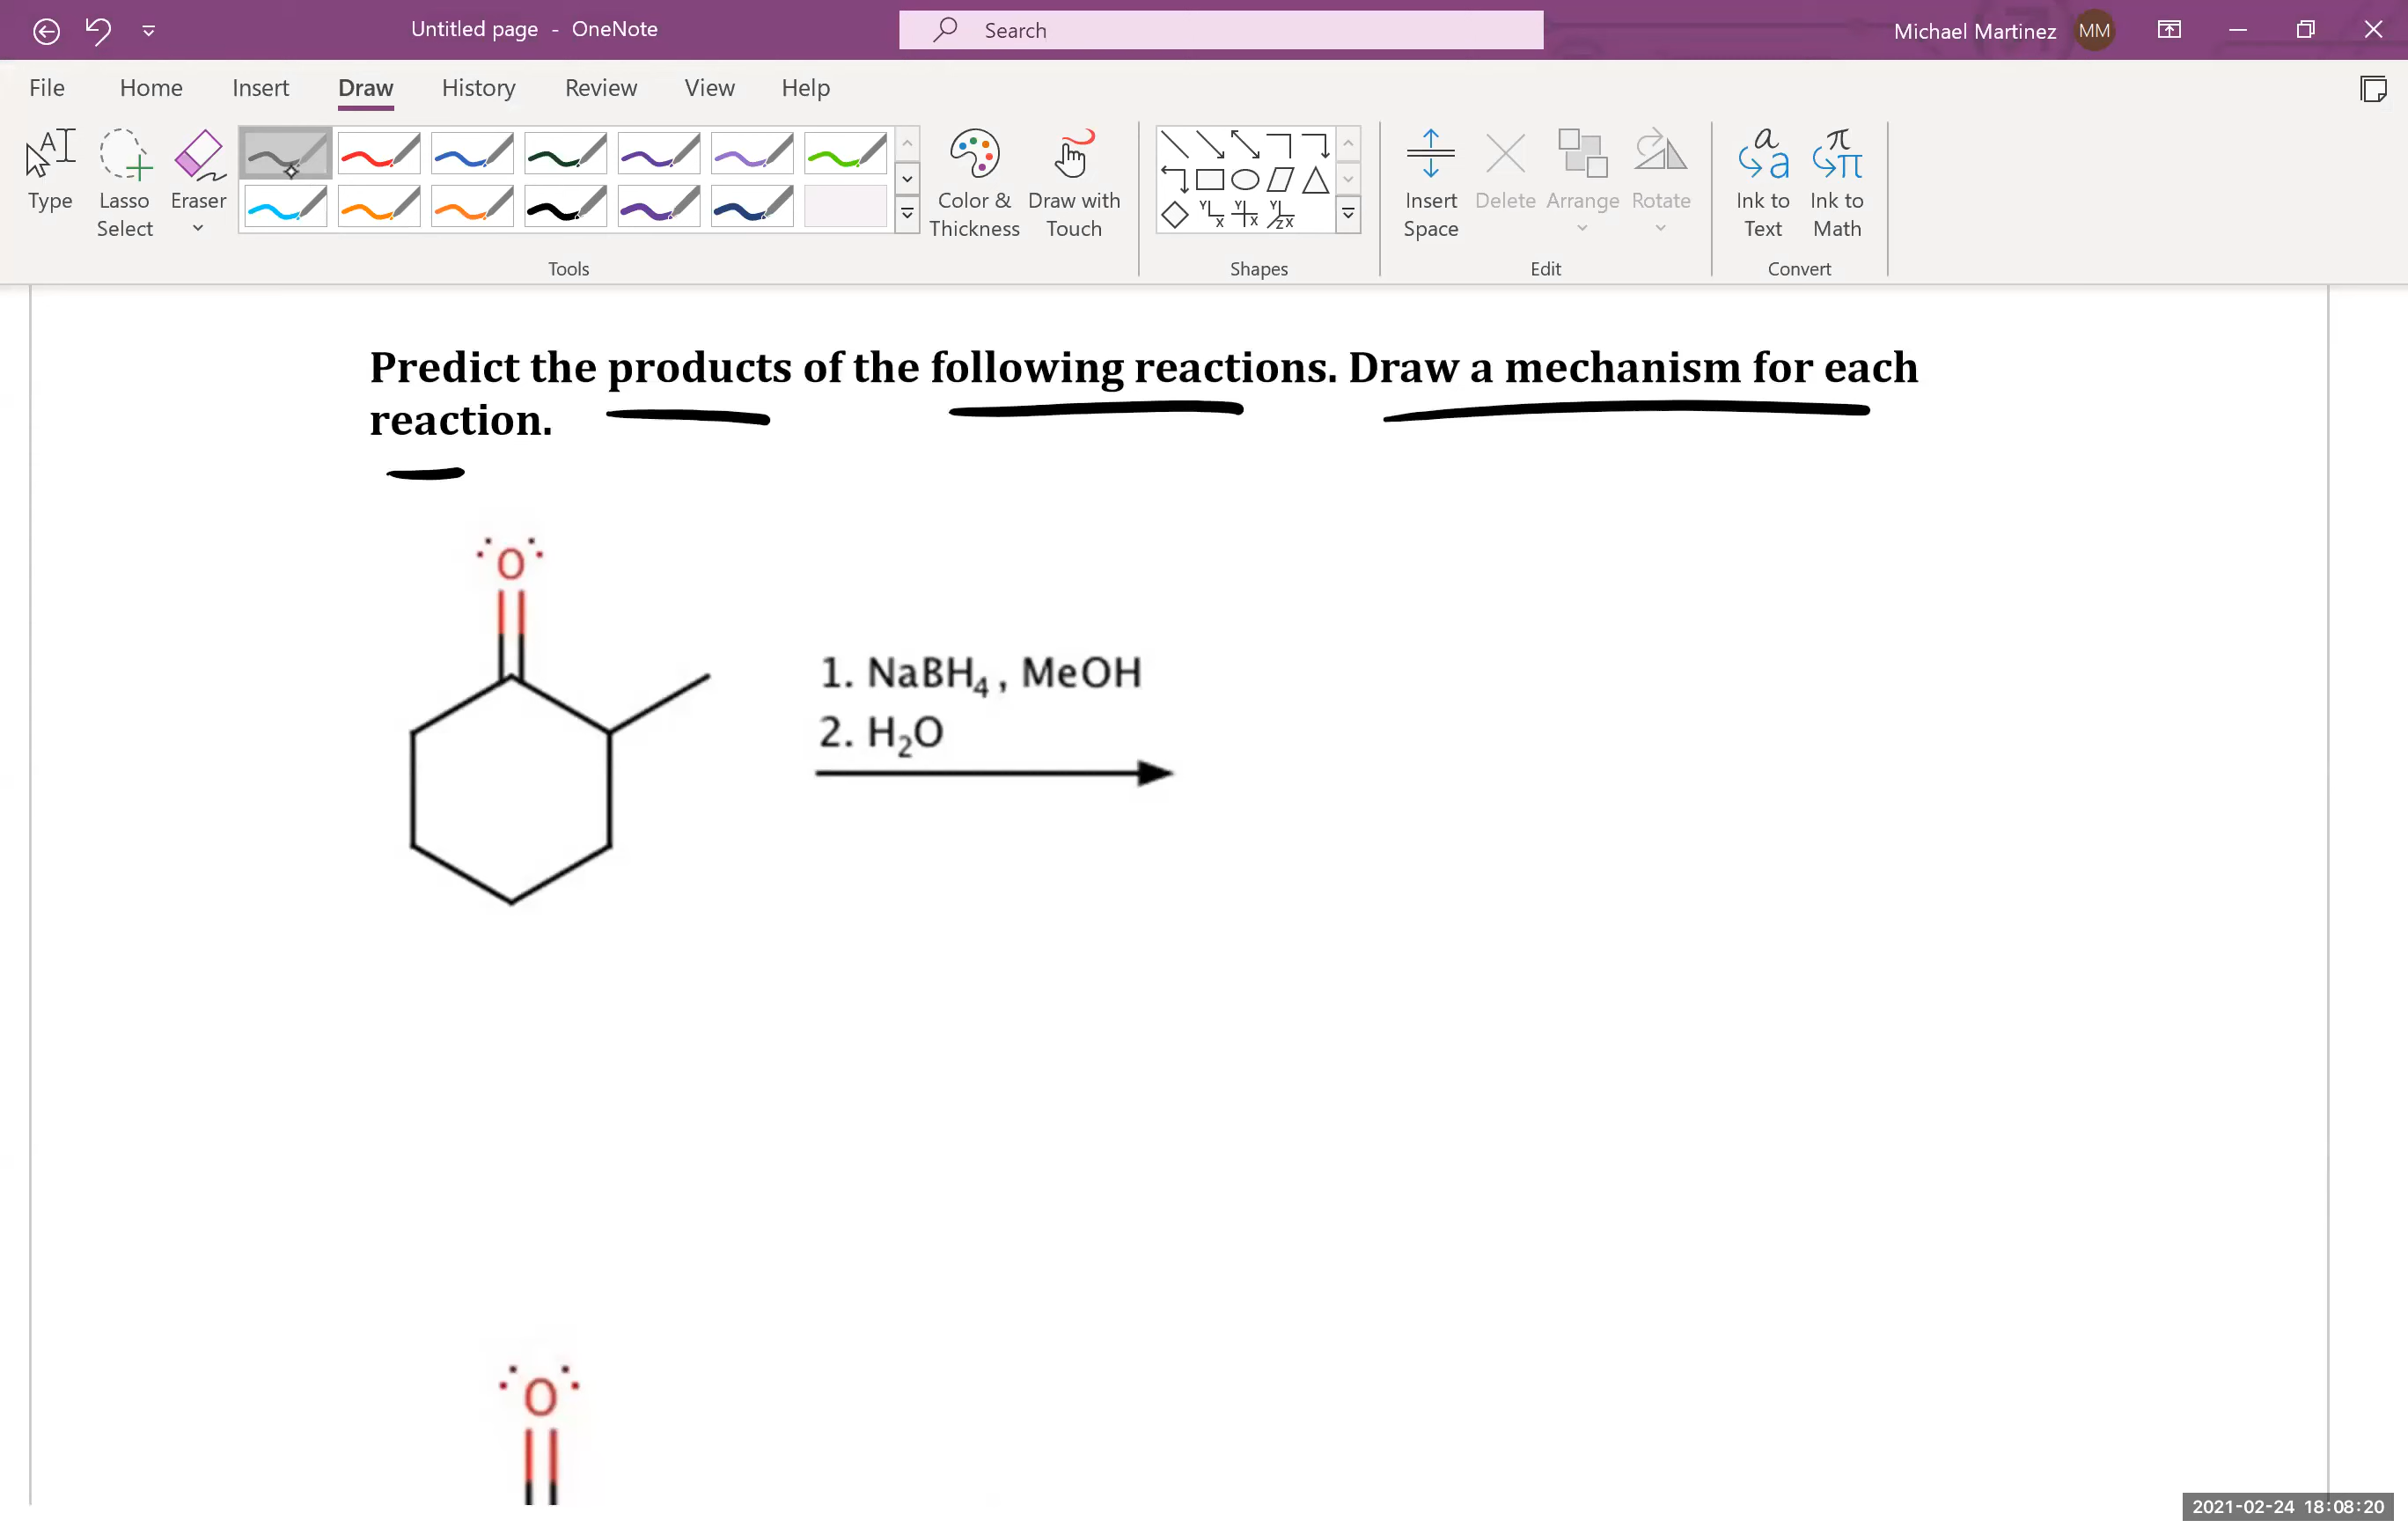 Untitled page - OneNote
Search
Michael Martinez MM
File Home Insert Draw History Review View Help
Type
Lasso Select
Eraser
Color & Thickness
Draw with Touch
Insert Space
Delete
Arrange
Rotate
Ink to Text
Ink to Math
Tools
Shapes
Edit
Convert
Predict the products of the following reactions. Draw a mechanism for each
reaction.
O
1. NaBH₄, MeOH
2. H₂O
O
2021-02-24 18:08:20